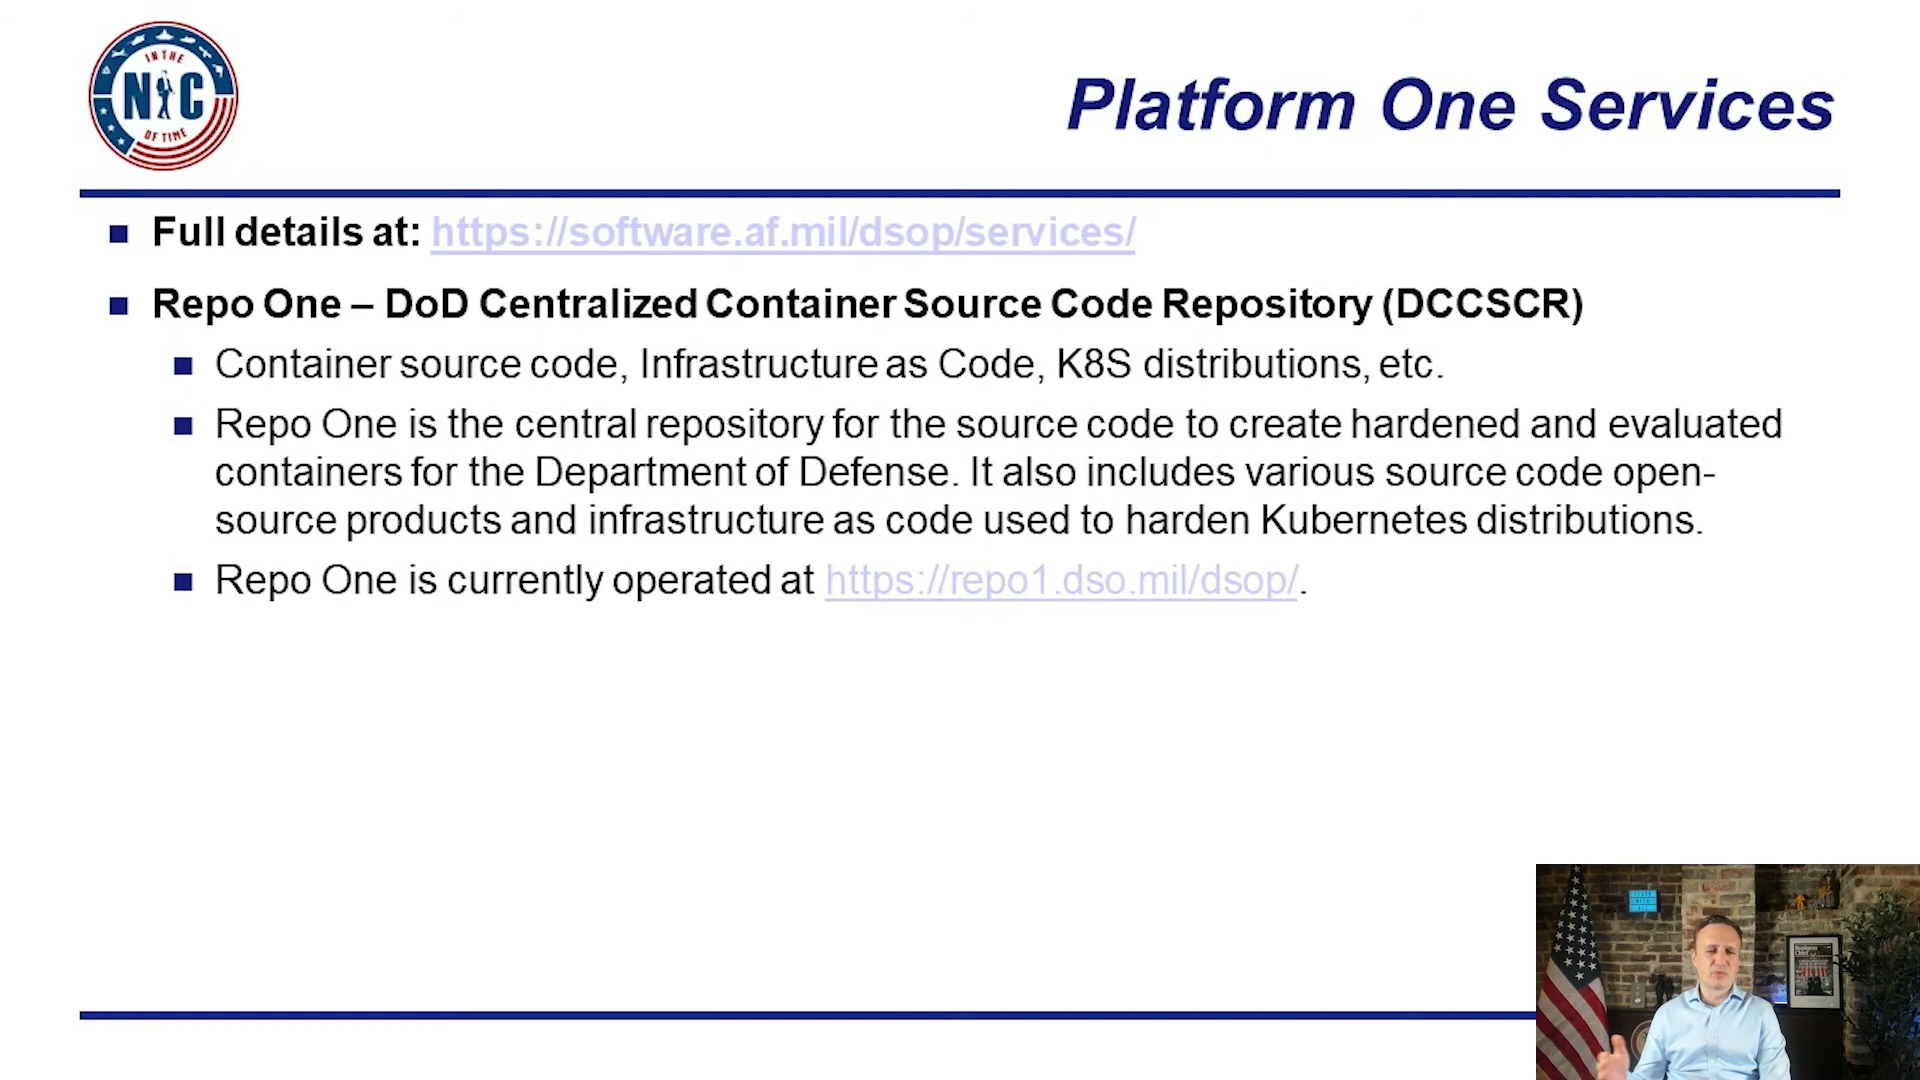 IN THE
NIC
OF TIME
Platform One Services
Full details at: https://software.af.mil/dsop/services/
Repo One – DoD Centralized Container Source Code Repository (DCCSCR)
Container source code, Infrastructure as Code, K8S distributions, etc.
Repo One is the central repository for the source code to create hardened and evaluated
containers for the Department of Defense. It also includes various source code open-
source products and infrastructure as code used to harden Kubernetes distributions.
Repo One is currently operated at https://repo1.dso.mil/dsop/.
Business
Chief